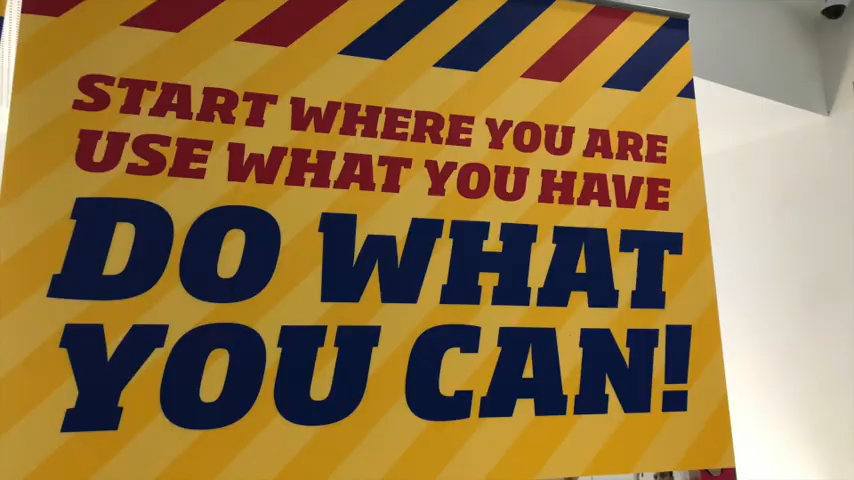 START WHERE YOU ARE
USE WHAT YOU HAVE
DO WHAT
YOU CAN!